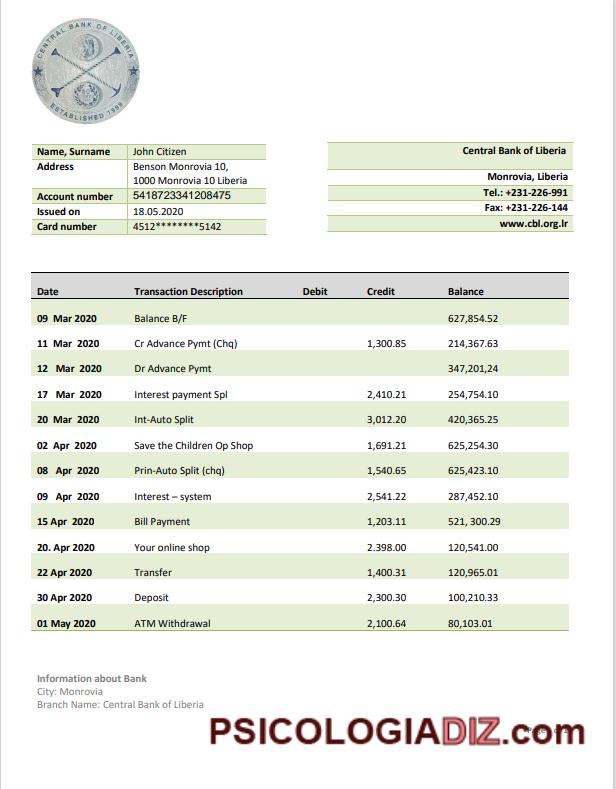 CENTRAL BANK OF LIBERIA
ESTABLISHED 1999
Name, Surname John Citizen
Address Benson Monrovia 10,
1000 Monrovia 10 Liberia
Account number 5418723341208475
Issued on 18.05.2020
Card number 4512********5142
Central Bank of Liberia
Monrovia, Liberia
Tel.: +231-226-991
Fax: +231-226-144
www.cbl.org.lr
Date Transaction Description Debit Credit Balance
09 Mar 2020 Balance B/F 627,854.52
11 Mar 2020 Cr Advance Pymt (Chq) 1,300.85 214,367.63
12 Mar 2020 Dr Advance Pymt 347,201,24
17 Mar 2020 Interest payment Spl 2,410.21 254,754.10
20 Mar 2020 Int-Auto Split 3,012.20 420,365.25
02 Apr 2020 Save the Children Op Shop 1,691.21 625,254.30
08 Apr 2020 Prin-Auto Split (chq) 1,540.65 625,423.10
09 Apr 2020 Interest – system 2,541.22 287,452.10
15 Apr 2020 Bill Payment 1,203.11 521, 300.29
20. Apr 2020 Your online shop 2.398.00 120,541.00
22 Apr 2020 Transfer 1,400.31 120,965.01
30 Apr 2020 Deposit 2,300.30 100,210.33
01 May 2020 ATM Withdrawal 2,100.64 80,103.01
Information about Bank
City: Monrovia
Branch Name: Central Bank of Liberia
PSICOLOGIADIZ.com